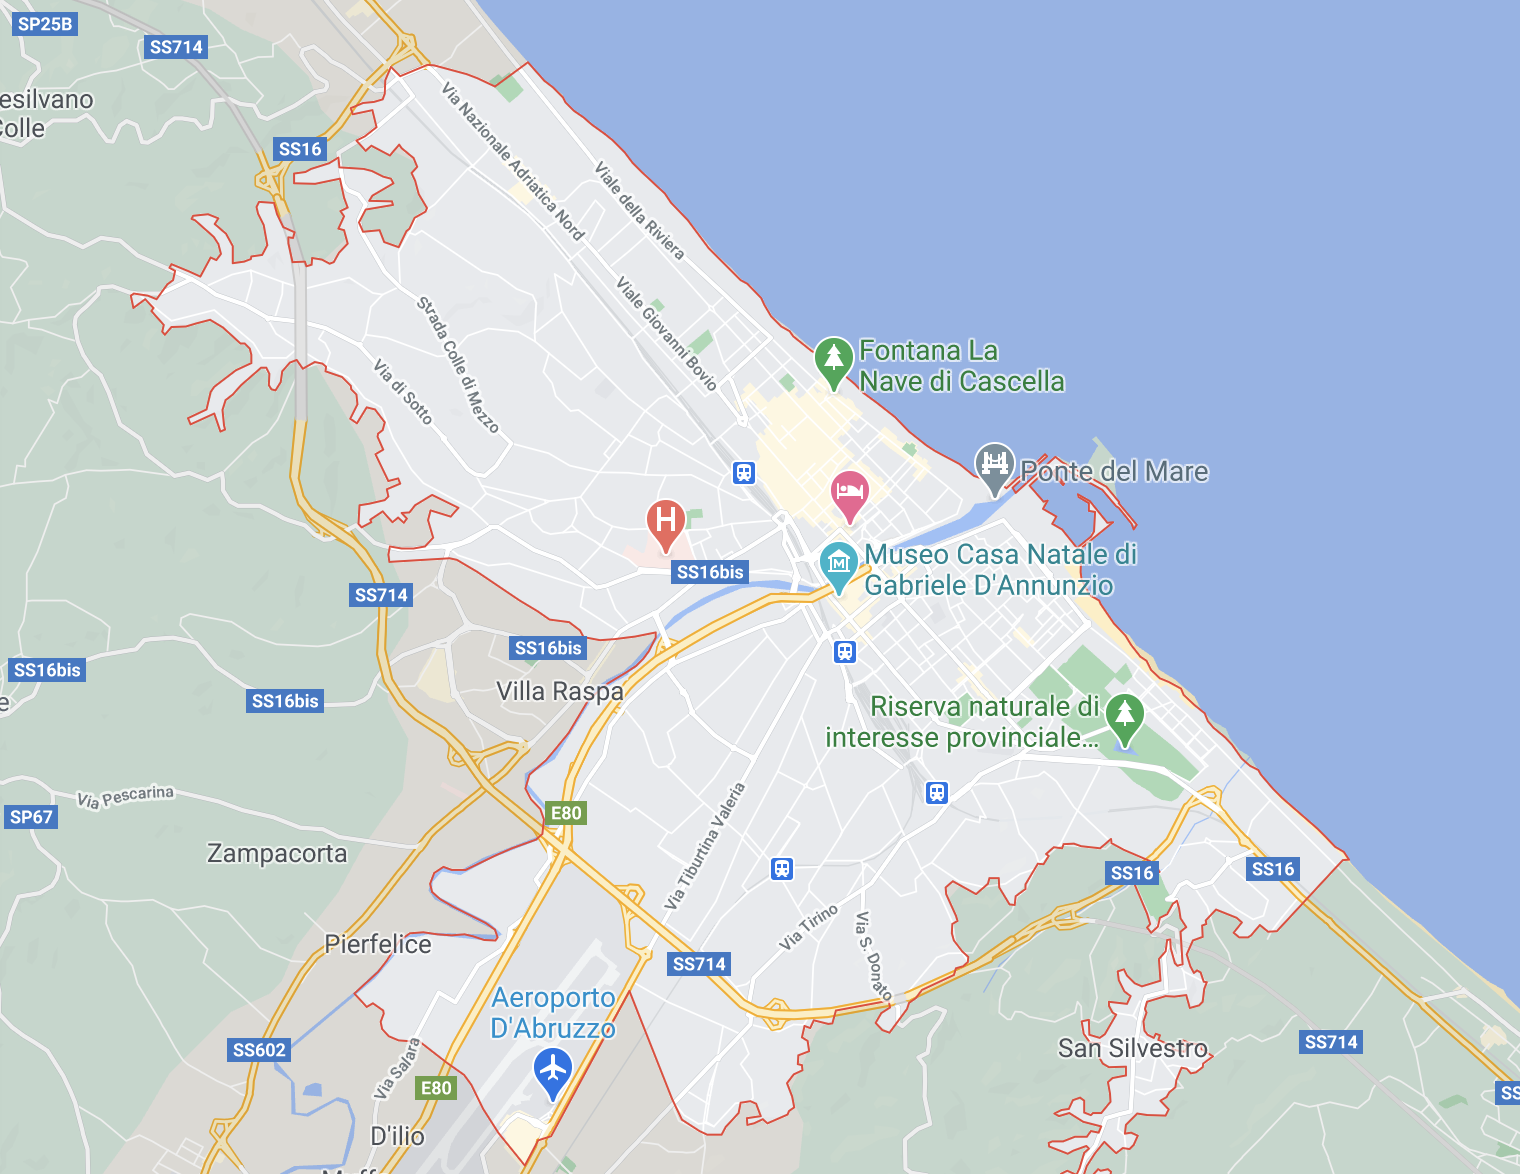 SP25B
SS714
esilvano
Colle
SS16
Via Nazionale Adriatica Nord
Viale della Riviera
Viale Giovanni Bovio
Strada Colle di Mezzo
Via di Sotto
Fontana La
Nave di Cascella
Ponte del Mare
H
SS16bis
Museo Casa Natale di
Gabriele D'Annunzio
M
SS714
SS16bis
SS16bis
SS16bis
e
Villa Raspa
Riserva naturale di
interesse provinciale...
Via Pescarina
SP67
E80
Via Tiburtina Valeria
Zampacorta
SS16
SS16
Via Tirino
Via S. Donato
Pierfelice
SS714
Aeroporto
D'Abruzzo
SS602
Via Salara
E80
San Silvestro
SS714
SS
D'ilio